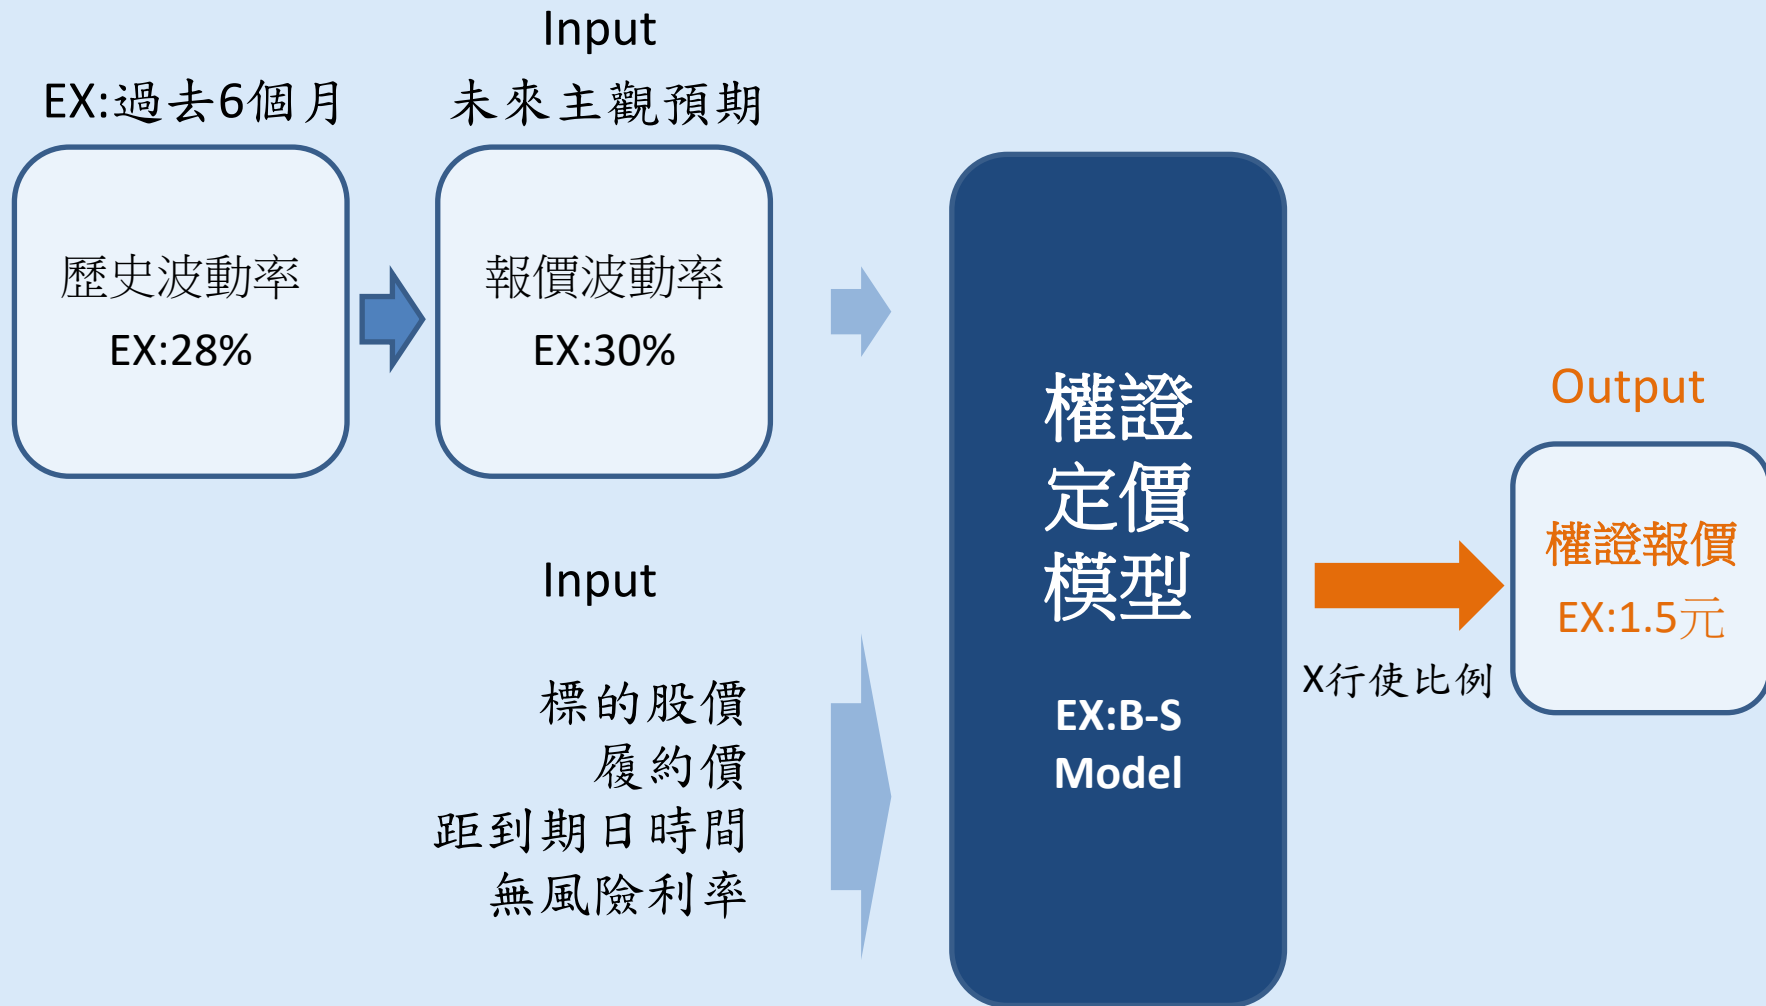 Input
EX:過去6個月
未來主觀預期
歷史波動率
EX:28%
報價波動率
EX:30%
Input
標的股價
履約價
距到期日時間
無風險利率
權證
定價
模型
EX:B-S
Model
X行使比例
Output
權證報價
EX:1.5元